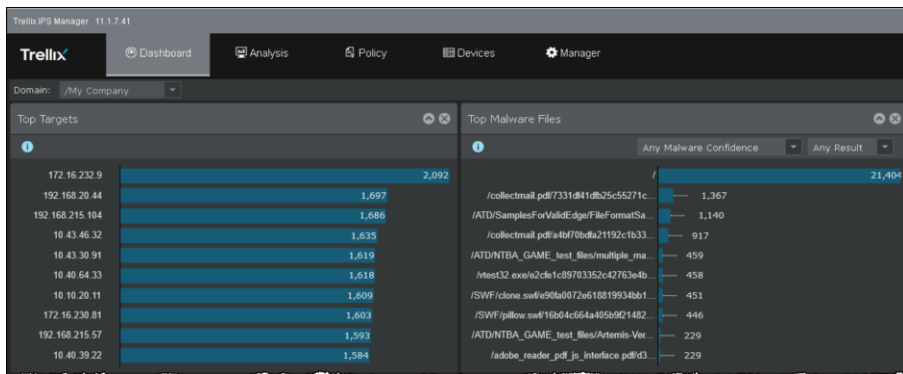 Trellix IPS Manager 11.1.7.41
Trellix Dashboard Analysis Policy Devices Manager
Domain: /My Company
Top Targets
172.16.232.9 2,092
192.168.20.44 1,697
192.168.215.104 1,686
10.43.46.32 1,635
10.43.30.91 1,619
10.40.64.33 1,618
10.10.20.11 1,609
172.16.230.81 1,603
192.168.215.57 1,593
10.40.39.22 1,584
Top Malware Files
Any Malware Confidence Any Result
/ 21,404
/collectmail.pdf/7331df41dfb25c55271c... 1,367
/ATD/SamplesForValidEdge/FileFormatSa... 1,140
/collectmail.pdf/a4bf70bdfa21192c1b33... 917
/ATD/NTBA_GAME_test_files/multiple_ma... 459
/rtest32.exe/e2cfe1c89703352c42763e4b... 458
/SWF/clone.swf/e90fa0072e618819934bb1... 451
/SWF/pillow.swf/16b04c664a405b9f21482... 446
/ATD/NTBA_GAME_test_files/Artemis-Ver... 229
/adobe_reader_pdf_js_interface.pdf/d3... 229